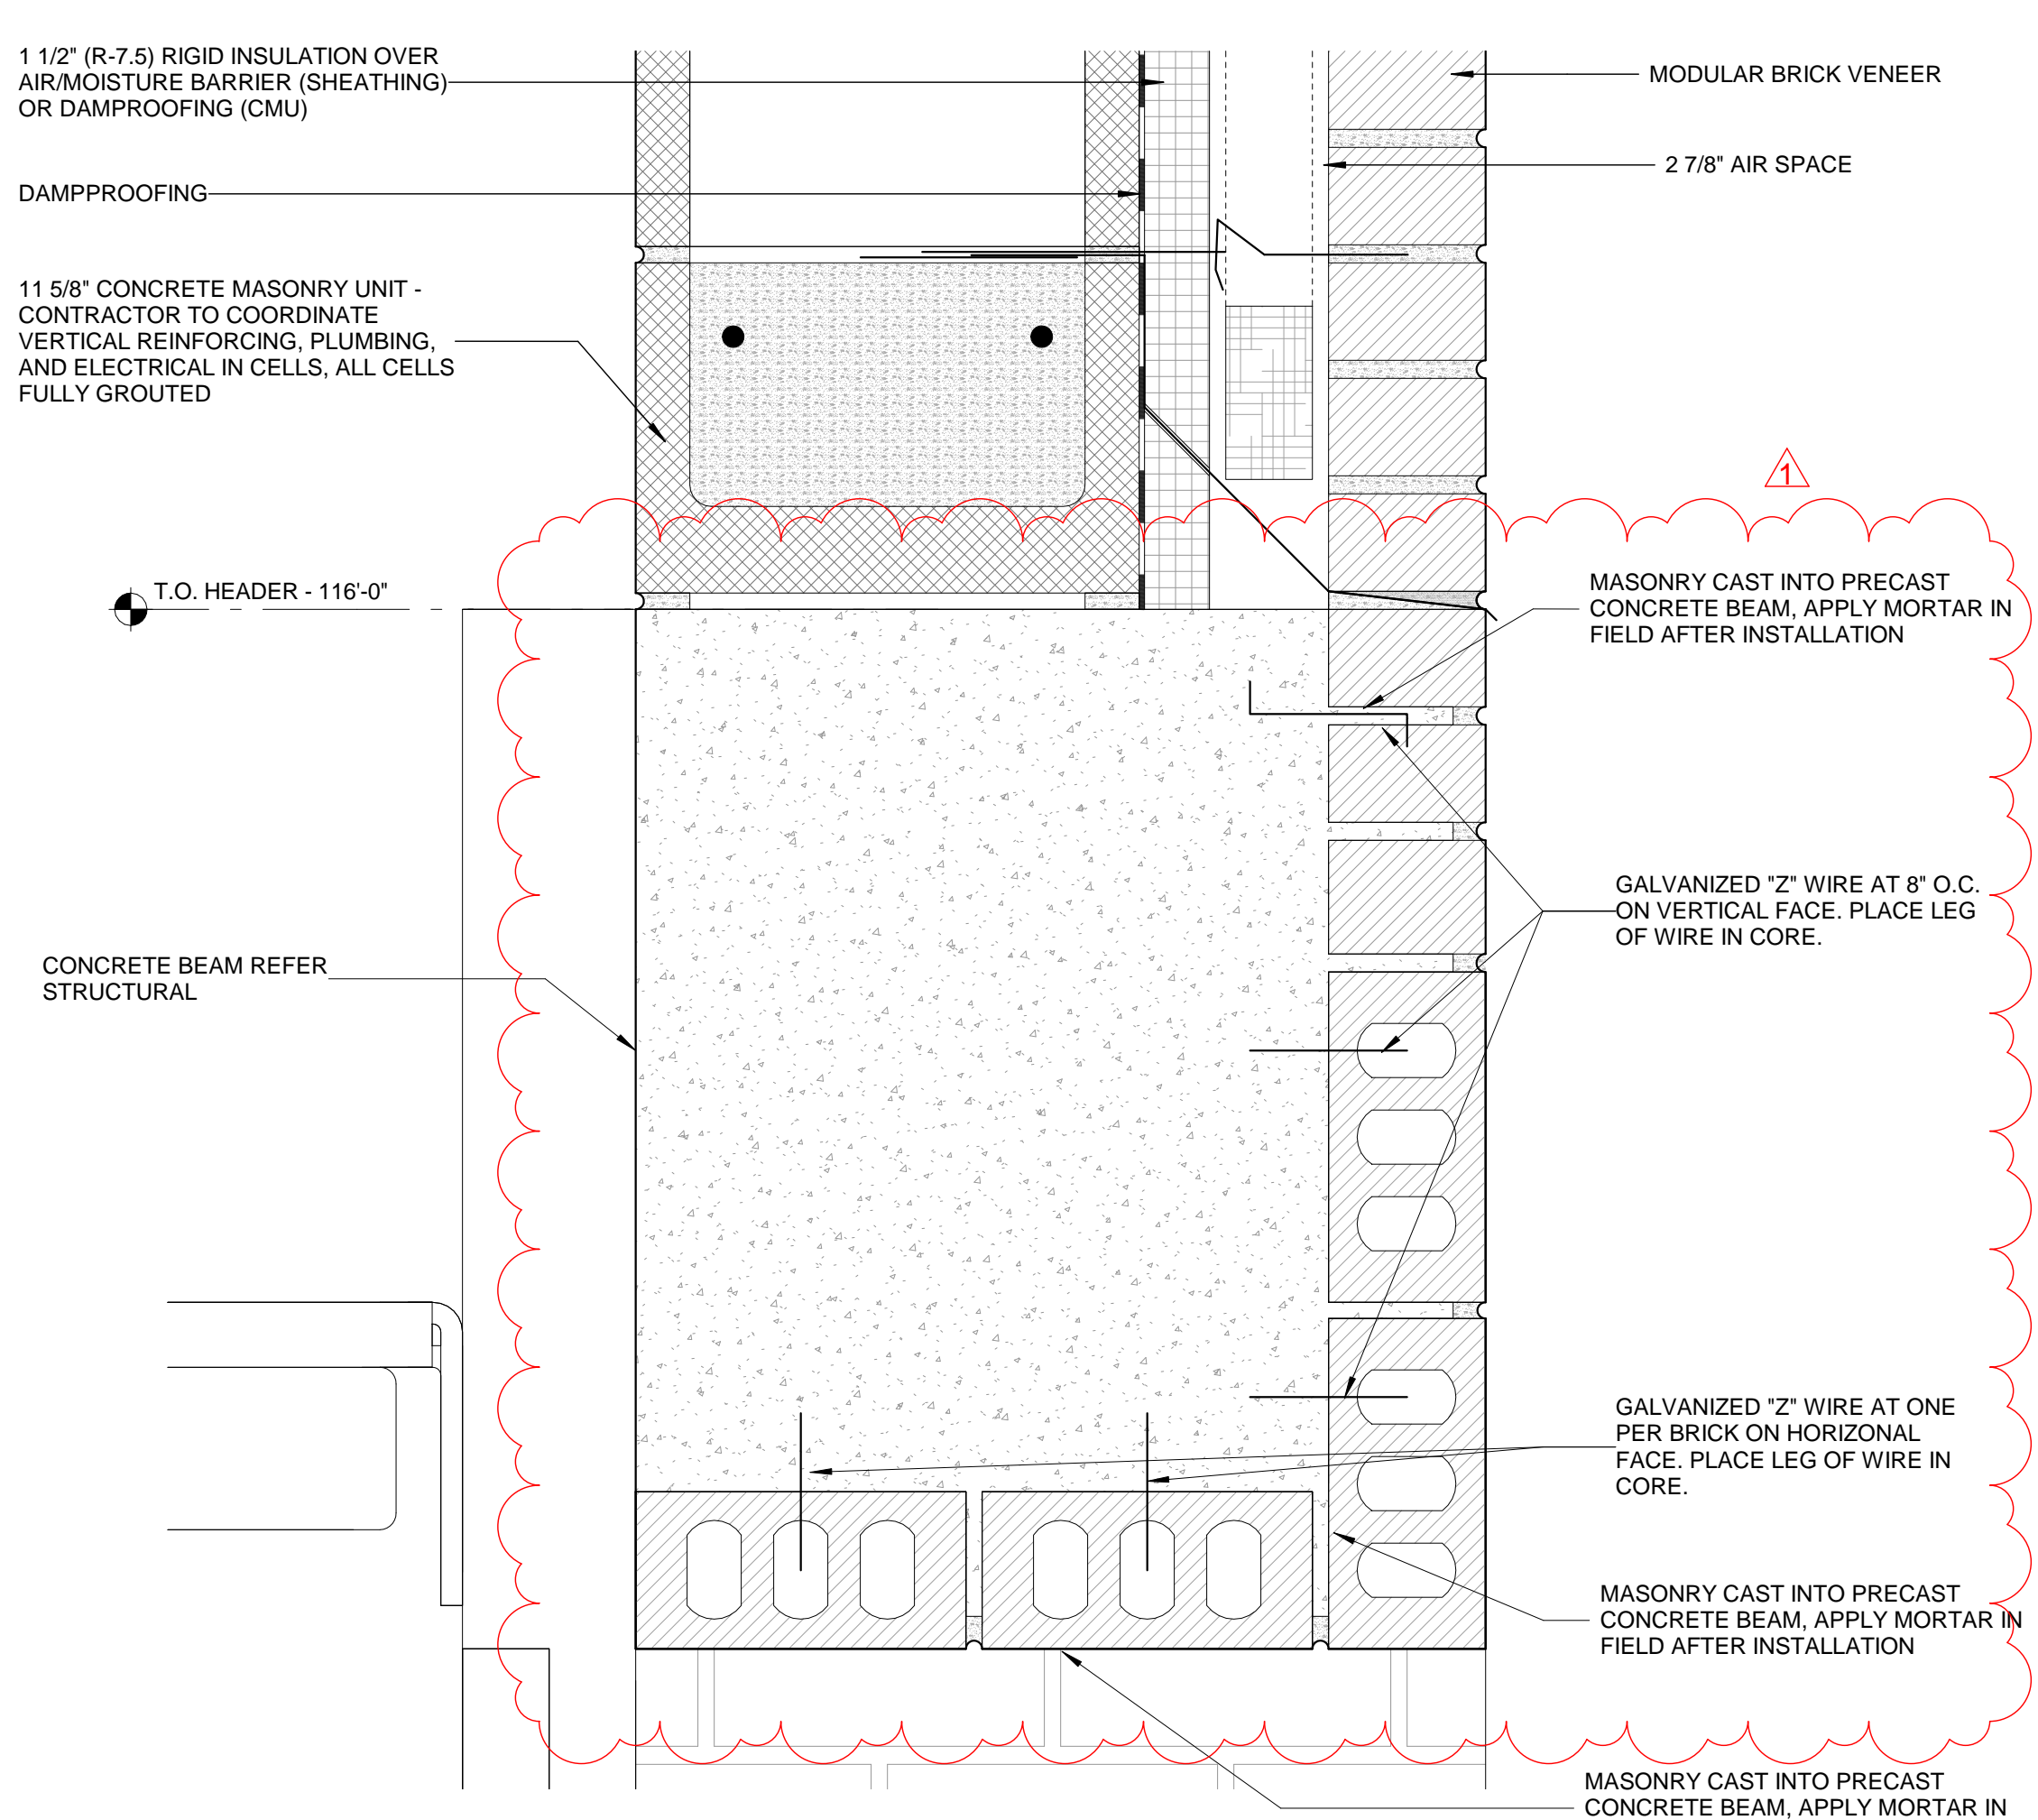 1 1/2" (R-7.5) RIGID INSULATION OVER
AIR/MOISTURE BARRIER (SHEATHING)
OR DAMPROOFING (CMU)
DAMPPROOFING
11 5/8" CONCRETE MASONRY UNIT -
CONTRACTOR TO COORDINATE
VERTICAL REINFORCING, PLUMBING,
AND ELECTRICAL IN CELLS, ALL CELLS
FULLY GROUTED
T.O. HEADER - 116'-0"
CONCRETE BEAM REFER
STRUCTURAL
MODULAR BRICK VENEER
2 7/8" AIR SPACE
1
MASONRY CAST INTO PRECAST
CONCRETE BEAM, APPLY MORTAR IN
FIELD AFTER INSTALLATION
GALVANIZED "Z" WIRE AT 8" O.C.
ON VERTICAL FACE. PLACE LEG
OF WIRE IN CORE.
GALVANIZED "Z" WIRE AT ONE
PER BRICK ON HORIZONAL
FACE. PLACE LEG OF WIRE IN
CORE.
MASONRY CAST INTO PRECAST
CONCRETE BEAM, APPLY MORTAR IN
FIELD AFTER INSTALLATION
MASONRY CAST INTO PRECAST
CONCRETE BEAM, APPLY MORTAR IN